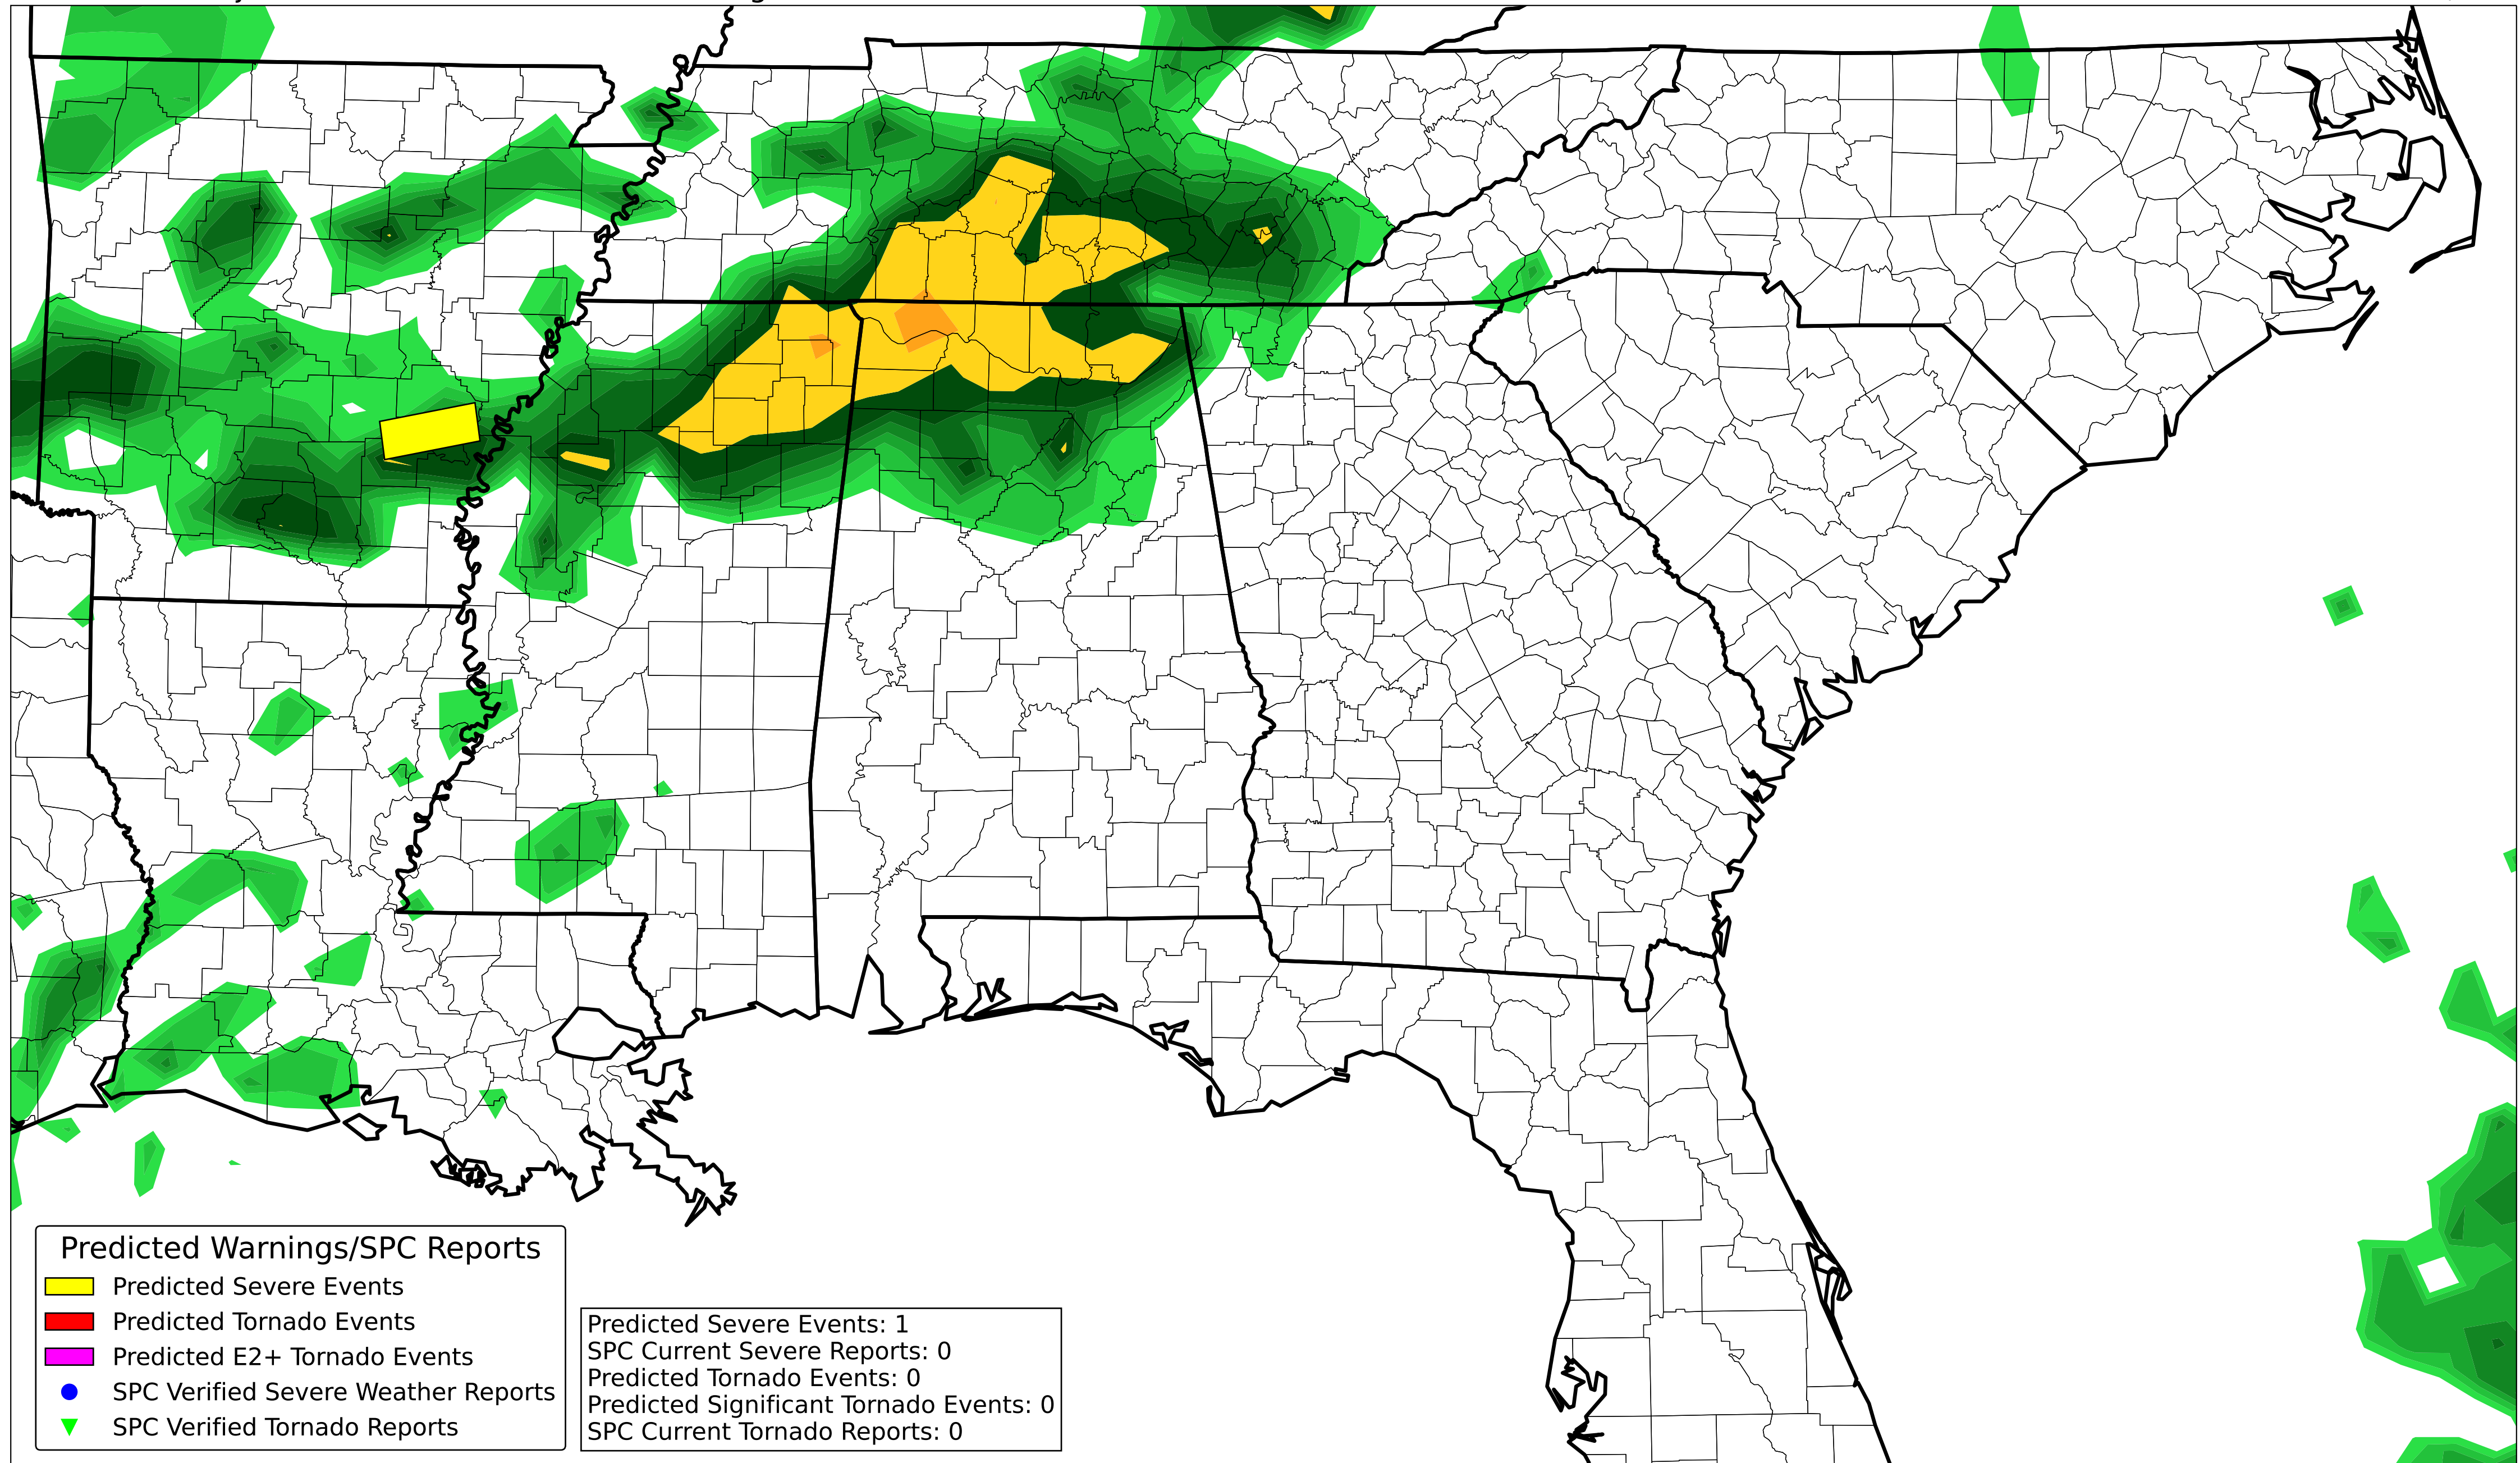 Predicted Warnings/SPC Reports
Predicted Severe Events
Predicted Tornado Events
Predicted E2+ Tornado Events
SPC Verified Severe Weather Reports
SPC Verified Tornado Reports
Predicted Severe Events: 1
SPC Current Severe Reports: 0
Predicted Tornado Events: 0
Predicted Significant Tornado Events: 0
SPC Current Tornado Reports: 0